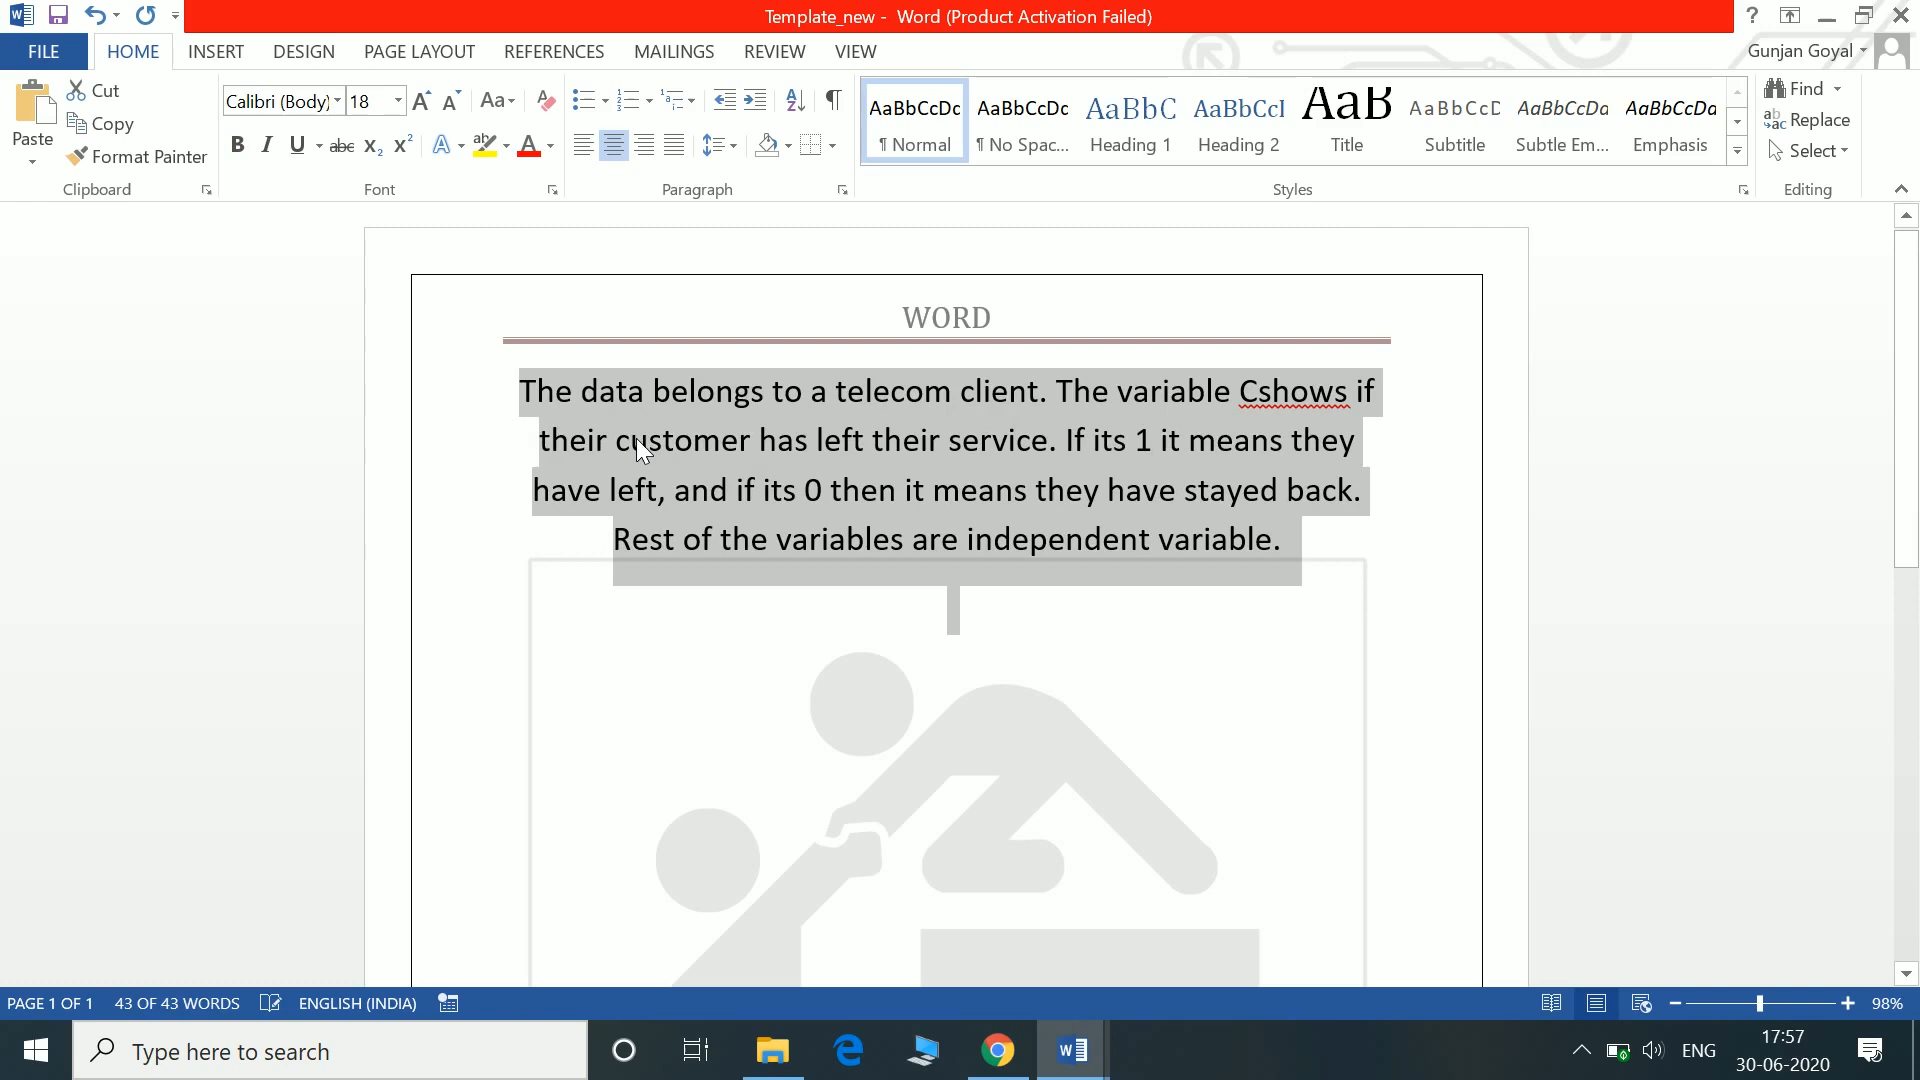 Template_new - Word (Product Activation Failed)
FILE HOME INSERT DESIGN PAGE LAYOUT REFERENCES MAILINGS REVIEW VIEW Gunjan Goyal
Paste
Cut
Copy
Format Painter
Clipboard
Calibri (Body) 18
Font
Paragraph
AaBbCcDc AaBbCcDc AaBbC AaBbCcI AaB AaBbCcD AaBbCcDa AaBbCcDa
¶ Normal ¶ No Spac... Heading 1 Heading 2 Title Subtitle Subtle Em... Emphasis
Styles
Find
Replace
Select
Editing
WORD
The data belongs to a telecom client. The variable Cshows if
their customer has left their service. If its 1 it means they
have left, and if its 0 then it means they have stayed back.
Rest of the variables are independent variable.
PAGE 1 OF 1 43 OF 43 WORDS ENGLISH (INDIA) 98%
Type here to search
ENG
17:57
30-06-2020